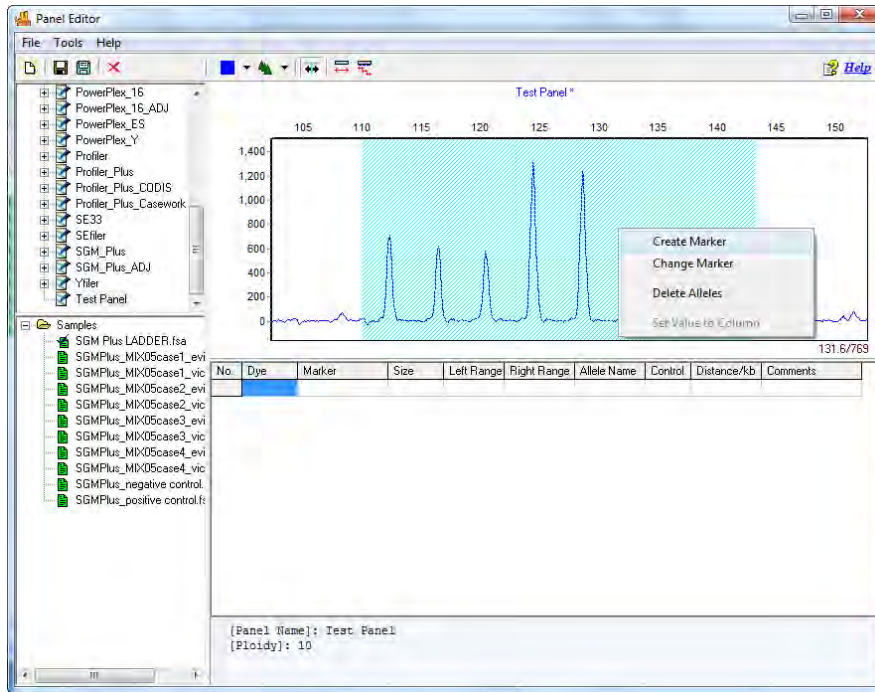 Panel Editor
File Tools Help
Help
PowerPlex_16
PowerPlex_16_ADJ
PowerPlex_ES
PowerPlex_Y
Profiler
Profiler_Plus
Profiler_Plus_CODIS
Profiler_Plus_Casework
SE33
SEfiler
SGM_Plus
SGM_Plus_ADJ
Yfiler
Test Panel
Samples
SGM Plus LADDER.fsa
SGMPlus_MIX05case1_evi
SGMPlus_MIX05case1_vic
SGMPlus_MIX05case2_evi
SGMPlus_MIX05case2_vic
SGMPlus_MIX05case3_evi
SGMPlus_MIX05case3_vic
SGMPlus_MIX05case4_evi
SGMPlus_MIX05case4_vic
SGMPlus_negative control.
SGMPlus_positive control.fs
Test Panel *
105 110 115 120 125 130 135 140 145 150
1,400
1,200
1,000
800
600
400
200
0
Create Marker
Change Marker
Delete Alleles
Set Value to Column
131.6/769
No. Dye Marker Size Left Range Right Range Allele Name Control Distance/kb Comments
[Panel Name]: Test Panel
[Ploidy]: 10